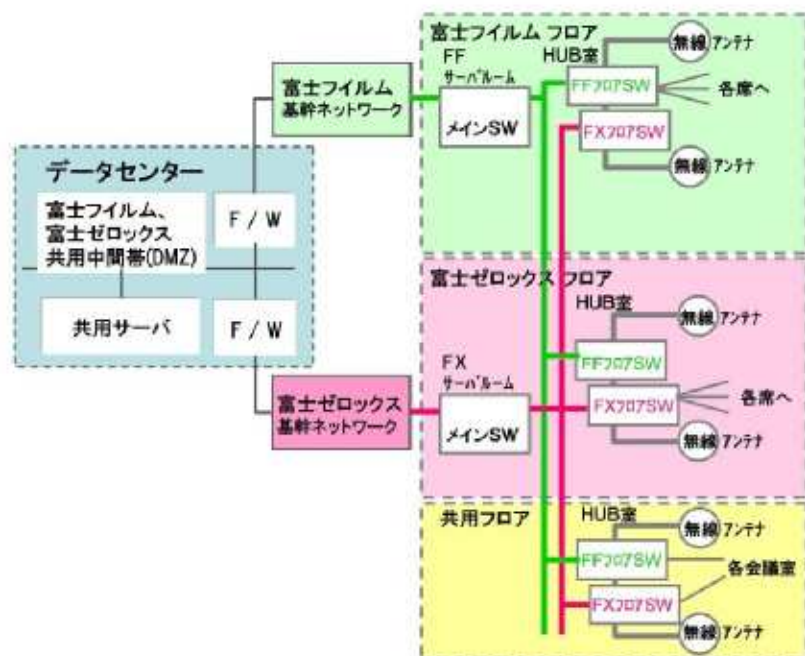 富士フイルム フロア
FF
サーバルーム
HUB室
無線 アンテナ
富士フイルム
基幹ネットワーク
メインSW
FFフロアSW
各席へ
FXフロアSW
無線 アンテナ
データセンター
富士フイルム、
富士ゼロックス
共用中間帯(DMZ)
F / W
共用サーバ
F / W
富士ゼロックス フロア
HUB室
無線 アンテナ
FX
サーバルーム
FFフロアSW
富士ゼロックス
基幹ネットワーク
メインSW
FXフロアSW
各席へ
無線 アンテナ
共用フロア
HUB室
無線 アンテナ
FFフロアSW
各会議室
FXフロアSW
無線 アンテナ